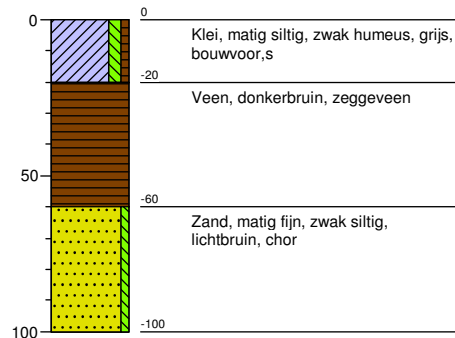 0
0
Klei, matig siltig, zwak humeus, grijs,
bouwvoor,s
-20
Veen, donkerbruin, zeggeveen
50
-60
Zand, matig fijn, zwak siltig,
lichtbruin, chor
100
-100